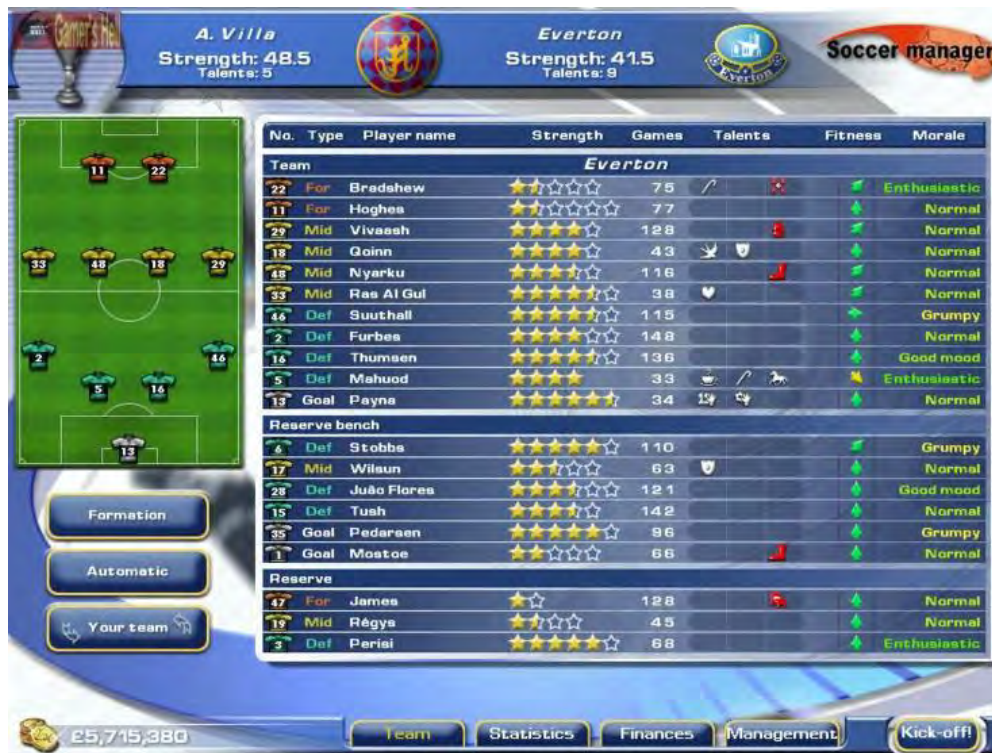 Gamer's Hell
A. Villa
Strength: 48.5
Talents: 5
Everton
Strength: 41.5
Talents: 9
Everton
Soccer manager
11 22
33 48 18 29
2 46
5 16
13
Formation
Automatic
Your team
No. Type Player name Strength Games Talents Fitness Morale
Team Everton
22 For Bradshew 75 Enthusiastic
11 For Hoghes 77 Normal
29 Mid Vivaash 128 Normal
18 Mid Qoinn 43 Normal
48 Mid Nyarku 116 Normal
33 Mid Ras Al Gul 38 Normal
46 Def Suuthall 115 Grumpy
2 Def Furbes 148 Normal
16 Def Thumsen 136 Good mood
5 Def Mahuod 33 Enthusiastic
13 Goal Payna 34 Normal
Reserve bench
6 Def Stobbs 110 Grumpy
17 Mid Wilsun 63 Normal
28 Def Juão Flores 121 Good mood
15 Def Tush 142 Normal
35 Goal Pedarsen 96 Grumpy
1 Goal Mostoe 66 Normal
Reserve
47 For James 128 Normal
19 Mid Régys 45 Normal
3 Def Perisi 68 Enthusiastic
£5,715,380
Team Statistics Finances Management Kick-off!